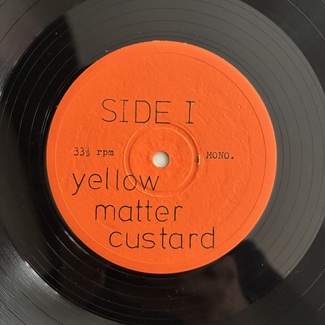 SIDE I
33⅓ rpm MONO.
yellow
matter
custard